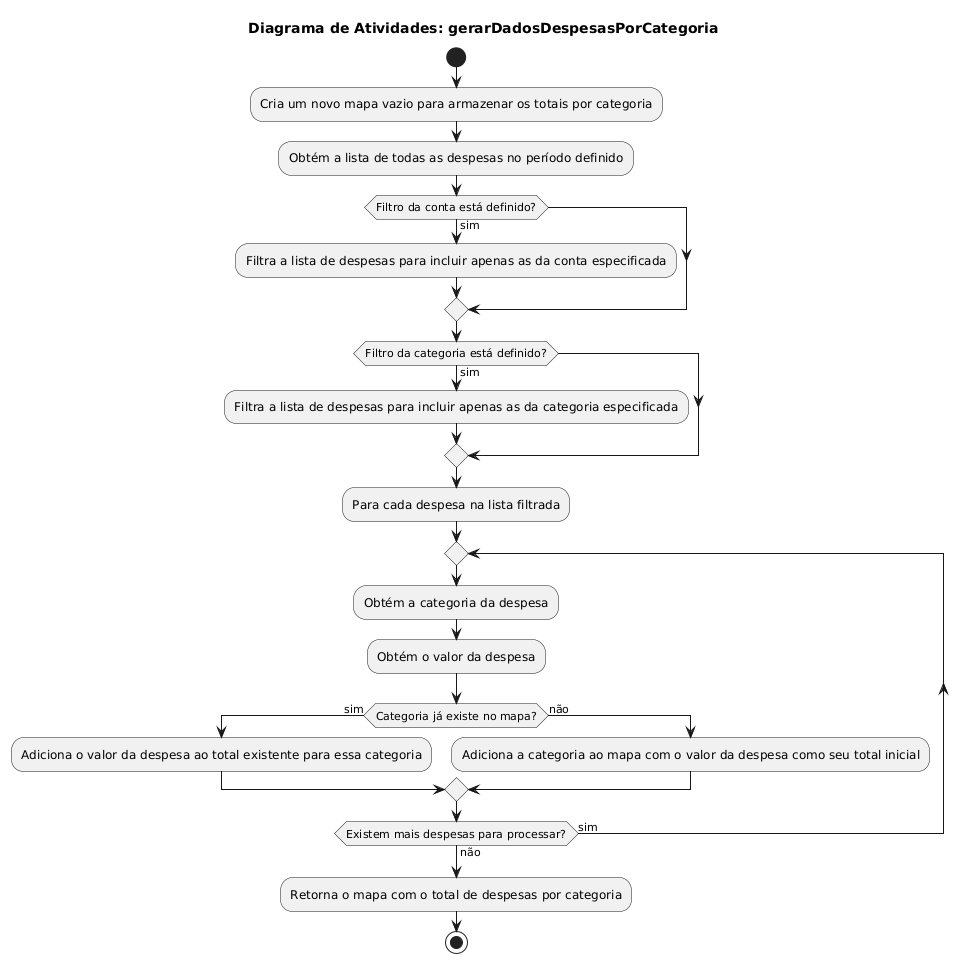 Diagrama de Atividades: gerarDadosDespesasPorCategoria
Cria um novo mapa vazio para armazenar os totais por categoria
Obtém a lista de todas as despesas no período definido
Filtro da conta está definido?
sim
Filtra a lista de despesas para incluir apenas as da conta especificada
Filtro da categoria está definido?
sim
Filtra a lista de despesas para incluir apenas as da categoria especificada
Para cada despesa na lista filtrada
Obtém a categoria da despesa
Obtém o valor da despesa
sim
Categoria já existe no mapa?
não
Adiciona o valor da despesa ao total existente para essa categoria
Adiciona a categoria ao mapa com o valor da despesa como seu total inicial
Existem mais despesas para processar?
sim
não
Retorna o mapa com o total de despesas por categoria